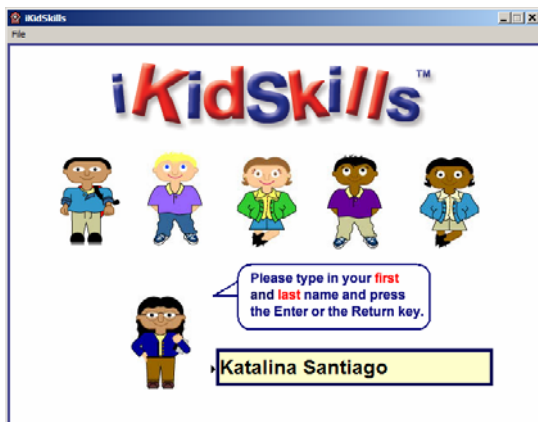 iKidSkills
File
iKidSkills™
Please type in your first
and last name and press
the Enter or the Return key.
Katalina Santiago